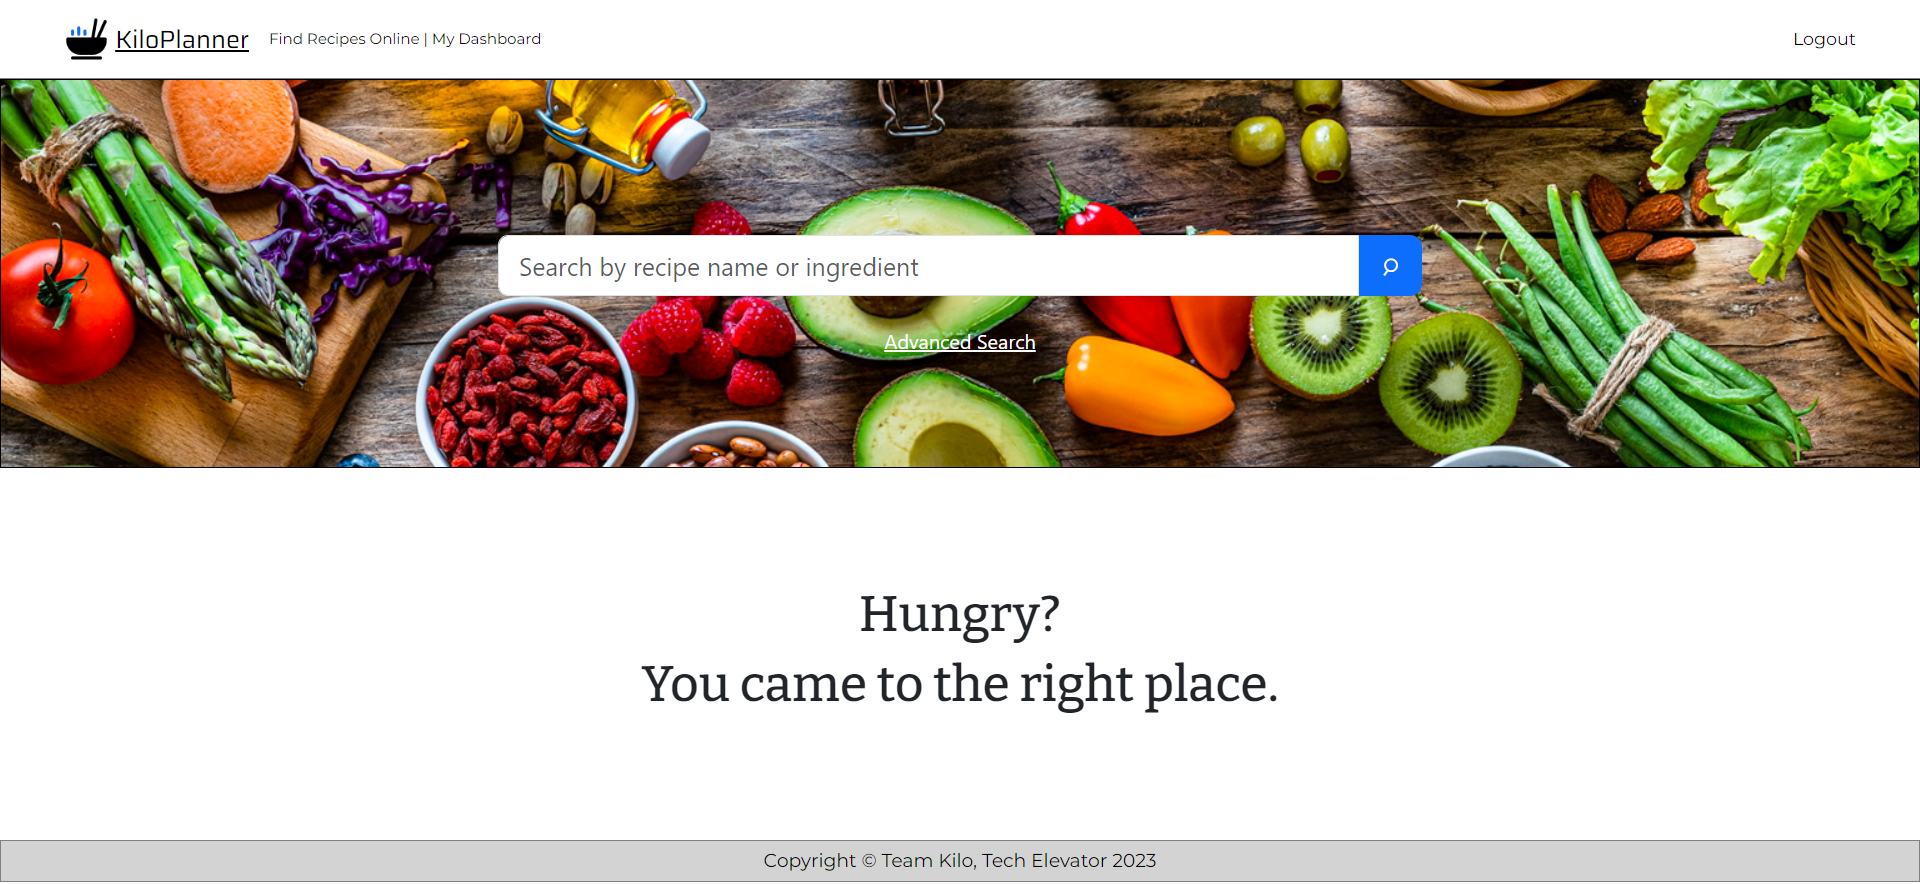 KiloPlanner
Find Recipes Online | My Dashboard
Logout
Search by recipe name or ingredient
Advanced Search
Hungry?
You came to the right place.
Copyright © Team Kilo, Tech Elevator 2023